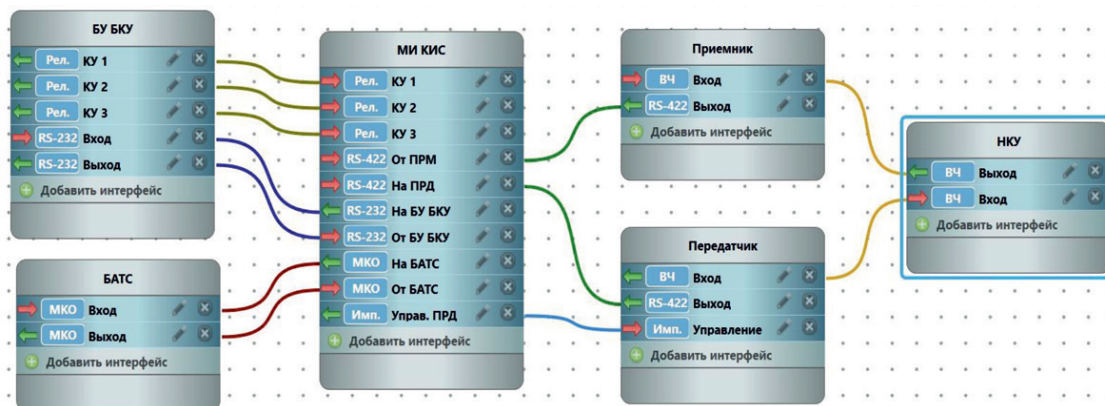 БУ БКУ
Рел. КУ 1
Рел. КУ 2
Рел. КУ 3
RS-232 Вход
RS-232 Выход
Добавить интерфейс
БАТС
МКО Вход
МКО Выход
Добавить интерфейс
МИ КИС
Рел. КУ 1
Рел. КУ 2
Рел. КУ 3
RS-422 От ПРМ
RS-422 На ПРД
RS-232 На БУ БКУ
RS-232 От БУ БКУ
МКО На БАТС
МКО От БАТС
Имп. Управ. ПРД
Добавить интерфейс
Приемник
ВЧ Вход
RS-422 Выход
Добавить интерфейс
Передатчик
ВЧ Вход
RS-422 Выход
Имп. Управление
Добавить интерфейс
НКУ
ВЧ Выход
ВЧ Вход
Добавить интерфейс